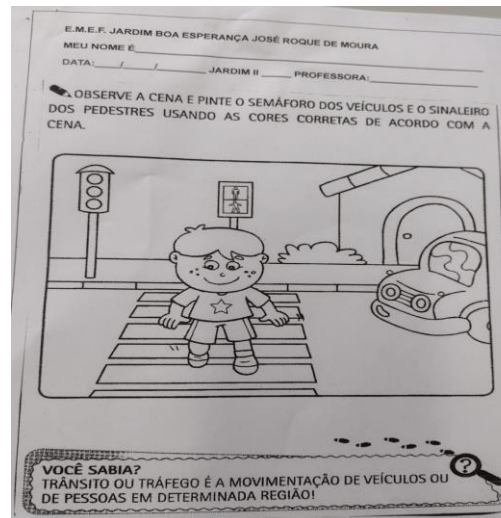 E.M.E.F. JARDIM BOA ESPERANÇA JOSÉ ROQUE DE MOURA
MEU NOME É
DATA: / / JARDIM II PROFESSORA:
OBSERVE A CENA E PINTE O SEMÁFORO DOS VEÍCULOS E O SINALEIRO
DOS PEDESTRES USANDO AS CORES CORRETAS DE ACORDO COM A
CENA.
VOCÊ SABIA?
TRÂNSITO OU TRÁFEGO É A MOVIMENTAÇÃO DE VEÍCULOS OU
DE PESSOAS EM DETERMINADA REGIÃO!
?